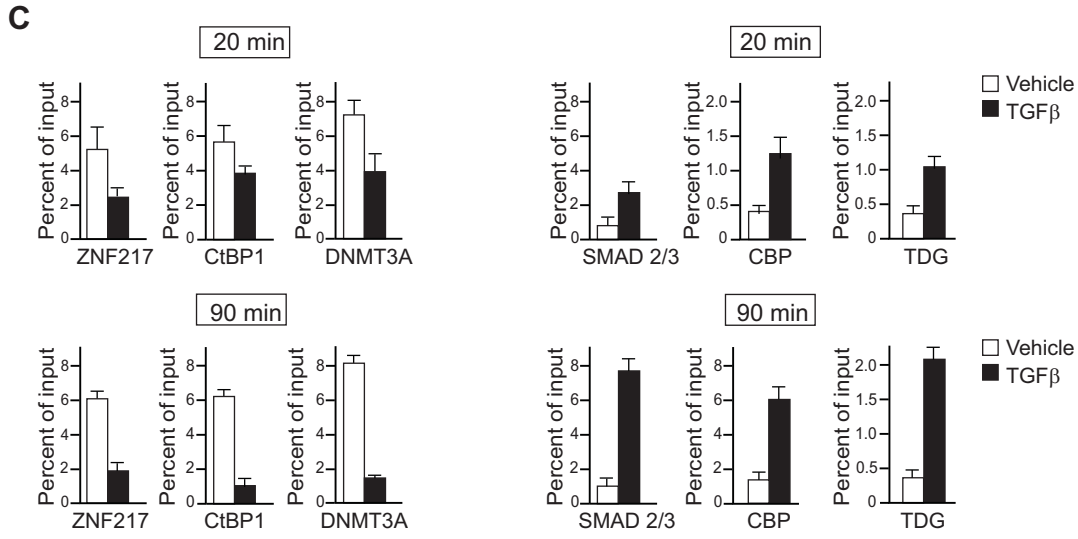 C
20 min
20 min
Percent of input
8
6
4
2
0
ZNF217
Percent of input
8
6
4
2
0
CtBP1
Percent of input
8
6
4
2
0
DNMT3A
Percent of input
8
6
4
2
0
SMAD 2/3
Percent of input
2.0
1.5
1.0
0.5
0
CBP
Percent of input
2.0
1.5
1.0
0.5
0
TDG
Vehicle
TGFβ
90 min
90 min
Percent of input
8
6
4
2
0
ZNF217
Percent of input
8
6
4
2
0
CtBP1
Percent of input
8
6
4
2
0
DNMT3A
Percent of input
8
6
4
2
0
SMAD 2/3
Percent of input
8
6
4
2
0
CBP
Percent of input
2.0
1.5
1.0
0.5
0
TDG
Vehicle
TGFβ